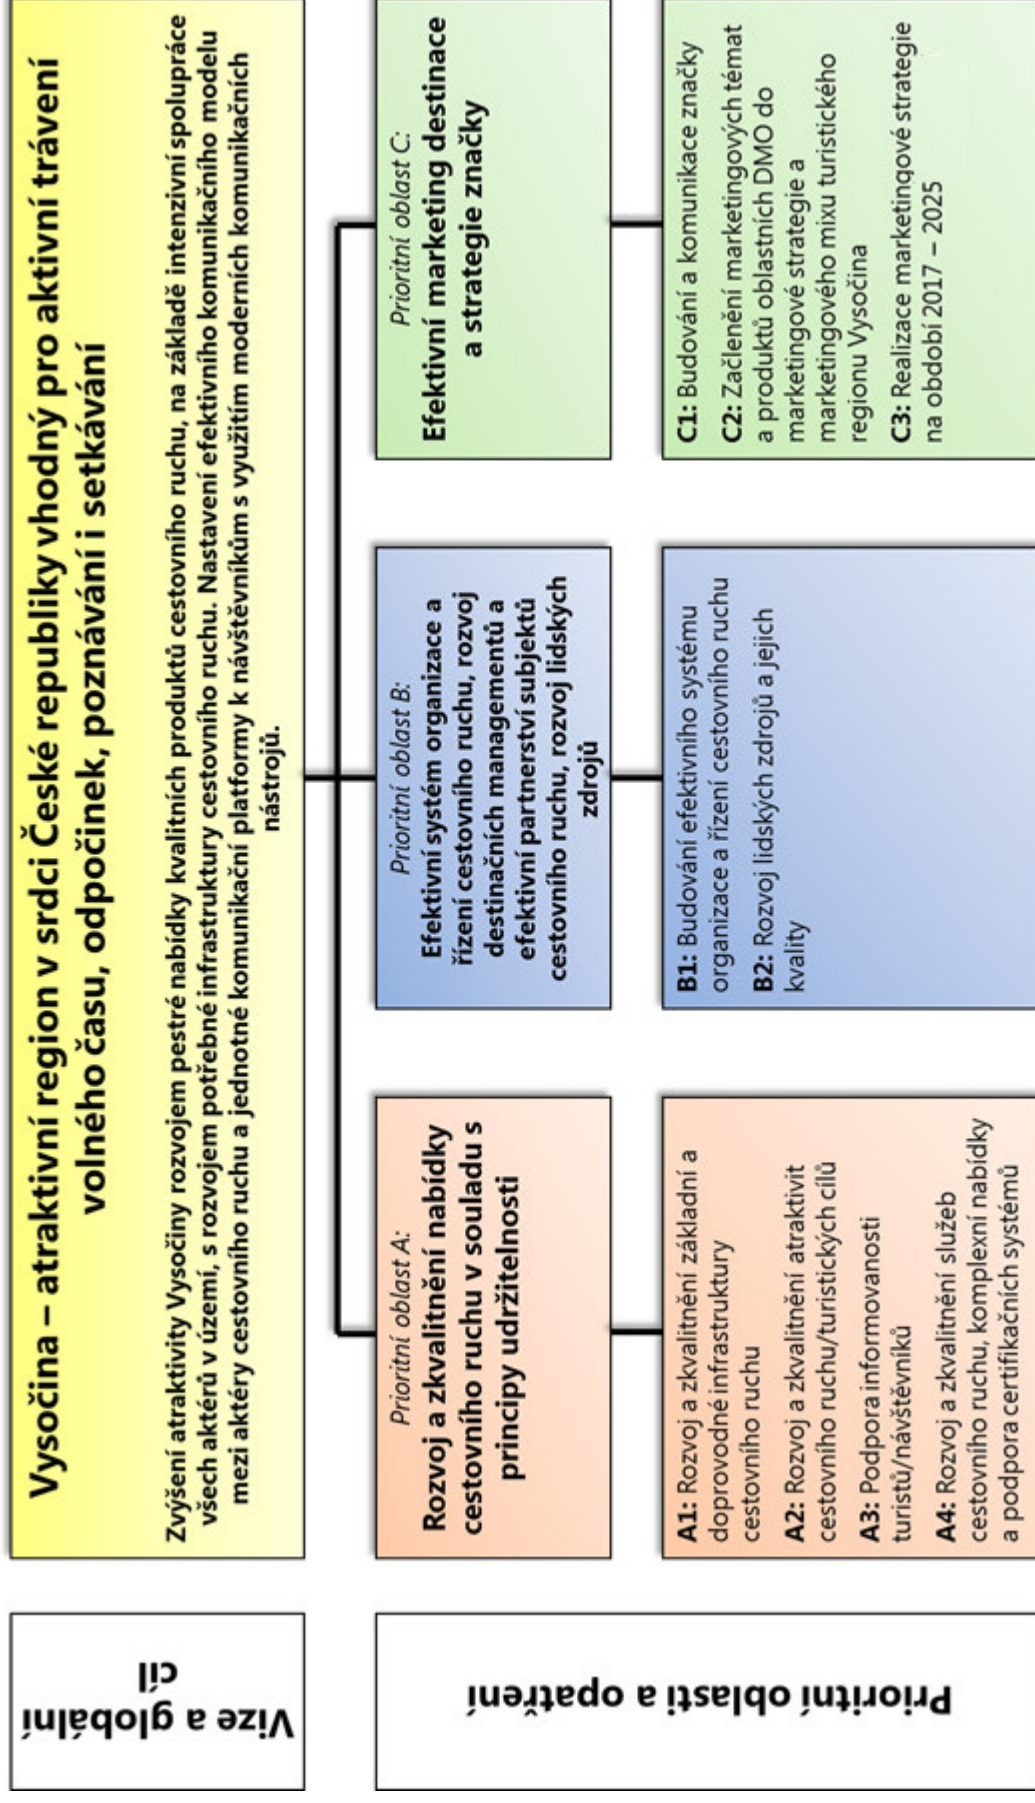 Vize a globální
cíl
Vysočina – atraktivní region v srdci České republiky vhodný pro aktivní trávení
volného času, odpočinek, poznávání i setkávání
Zvýšení atraktivity Vysočiny rozvojem pestré nabídky kvalitních produktů cestovního ruchu, na základě intenzivní spolupráce
všech aktérů v území, s rozvojem potřebné infrastruktury cestovního ruchu. Nastavení efektivního komunikačního modelu
mezi aktéry cestovního ruchu a jednotné komunikační platformy k návštěvníkům s využitím moderních komunikačních
nástrojů.
Prioritní oblasti a opatření
Prioritní oblast A:
Rozvoj a zkvalitnění nabídky
cestovního ruchu v souladu s
principy udržitelnosti
Prioritní oblast B:
Efektivní systém organizace a
řízení cestovního ruchu, rozvoj
destinačních managementů a
efektivní partnerství subjektů
cestovního ruchu, rozvoj lidských
zdrojů
Prioritní oblast C:
Efektivní marketing destinace
a strategie značky
A1: Rozvoj a zkvalitnění základní a
doprovodné infrastruktury
cestovního ruchu
A2: Rozvoj a zkvalitnění atraktivit
cestovního ruchu/turistických cílů
A3: Podpora informovanosti
turistů/návštěvníků
A4: Rozvoj a zkvalitnění služeb
cestovního ruchu, komplexní nabídky
a podpora certifikačních systémů
B1: Budování efektivního systému
organizace a řízení cestovního ruchu
B2: Rozvoj lidských zdrojů a jejich
kvality
C1: Budování a komunikace značky
C2: Začlenění marketingových témat
a produktů oblastních DMO do
marketingové strategie a
marketingového mixu turistického
regionu Vysočina
C3: Realizace marketingové strategie
na období 2017 – 2025